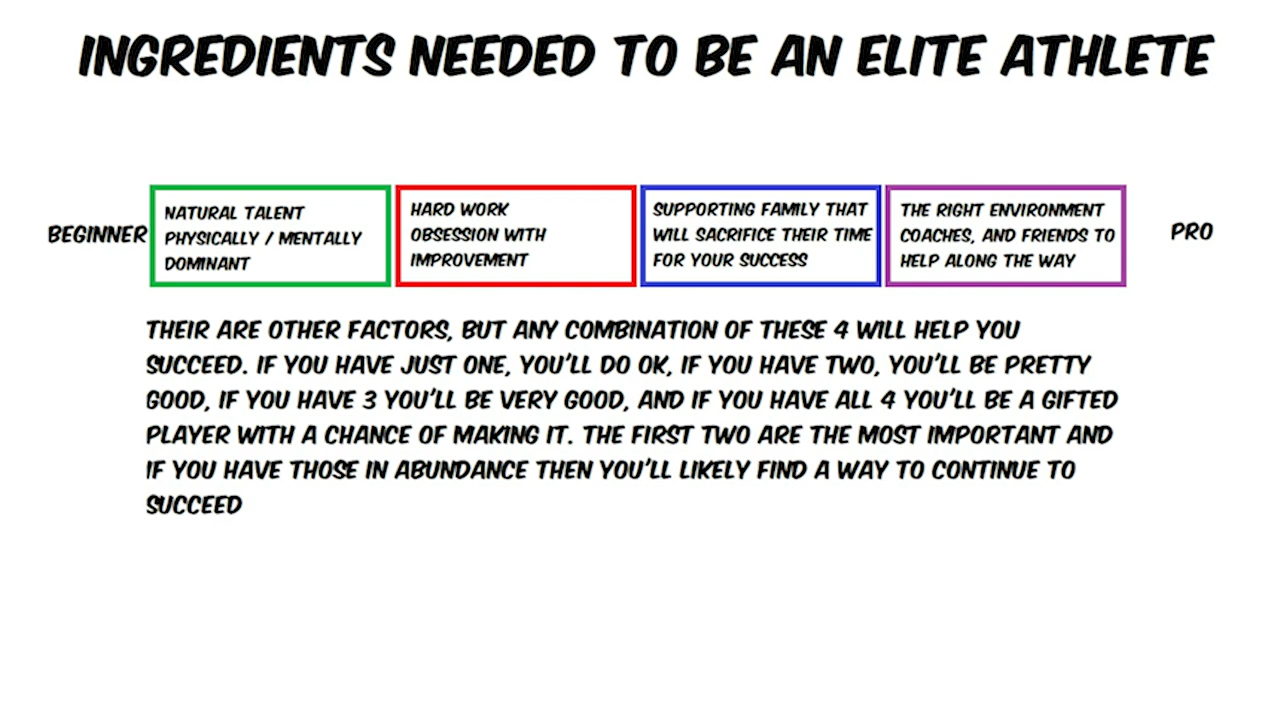 INGREDIENTS NEEDED TO BE AN ELITE ATHLETE
BEGINNER
NATURAL TALENT
PHYSICALLY / MENTALLY
DOMINANT
HARD WORK
OBSESSION WITH
IMPROVEMENT
SUPPORTING FAMILY THAT
WILL SACRIFICE THEIR TIME
FOR YOUR SUCCESS
THE RIGHT ENVIRONMENT
COACHES, AND FRIENDS TO
HELP ALONG THE WAY
PRO
THEIR ARE OTHER FACTORS, BUT ANY COMBINATION OF THESE 4 WILL HELP YOU
SUCCEED. IF YOU HAVE JUST ONE, YOU'LL DO OK, IF YOU HAVE TWO, YOU'LL BE PRETTY
GOOD, IF YOU HAVE 3 YOU'LL BE VERY GOOD, AND IF YOU HAVE ALL 4 YOU'LL BE A GIFTED
PLAYER WITH A CHANCE OF MAKING IT. THE FIRST TWO ARE THE MOST IMPORTANT AND
IF YOU HAVE THOSE IN ABUNDANCE THEN YOU'LL LIKELY FIND A WAY TO CONTINUE TO
SUCCEED